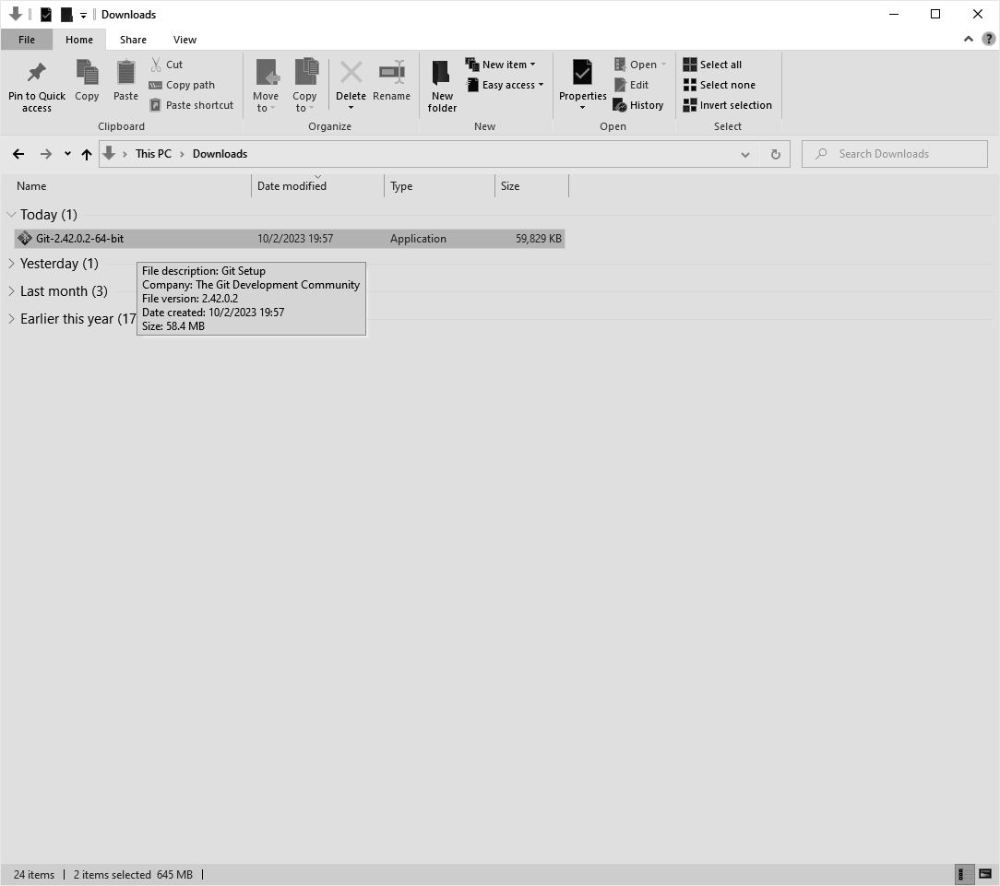 Downloads
File Home Share View
Pin to Quick access
Copy
Paste
Cut
Copy path
Paste shortcut
Clipboard
Move to
Copy to
Delete
Rename
Organize
New folder
New item
Easy access
New
Properties
Open
Edit
History
Open
Select all
Select none
Invert selection
Select
This PC > Downloads
Search Downloads
Name Date modified Type Size
Today (1)
Git-2.42.0.2-64-bit 10/2/2023 19:57 Application 59,829 KB
Yesterday (1)
Last month (3)
Earlier this year (17
File description: Git Setup
Company: The Git Development Community
File version: 2.42.0.2
Date created: 10/2/2023 19:57
Size: 58.4 MB
24 items 2 items selected 645 MB